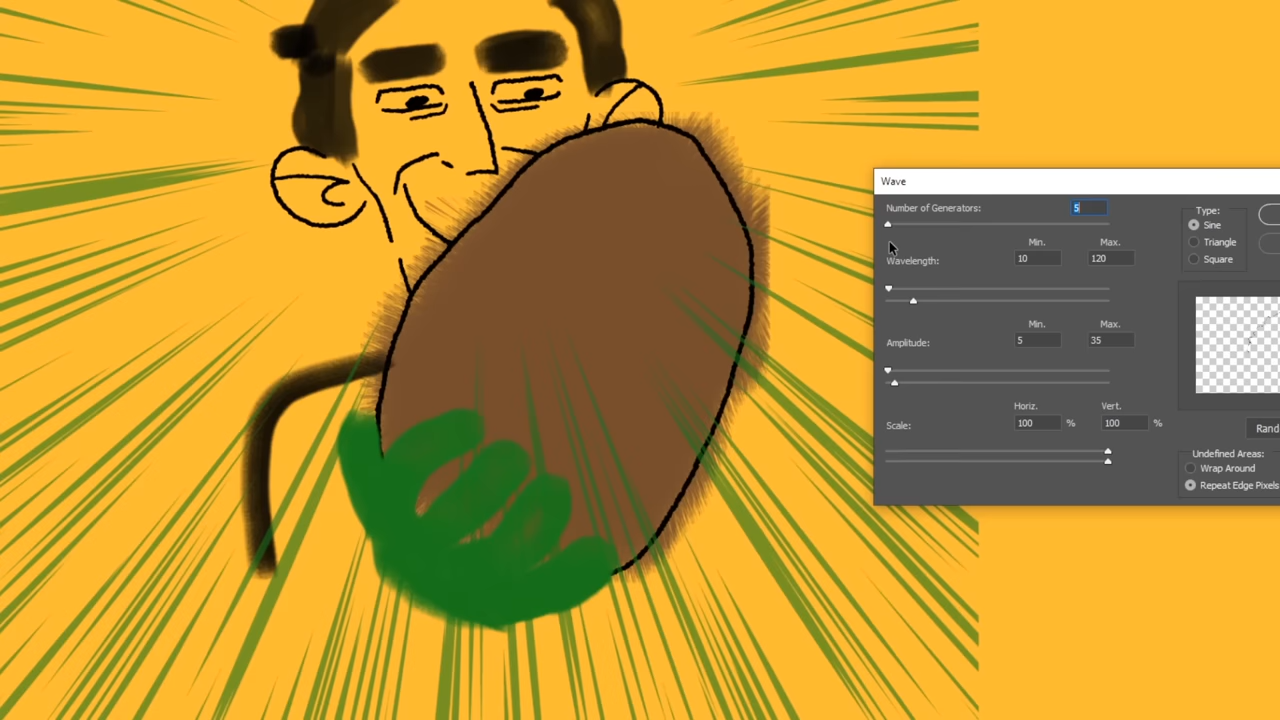 Wave
Number of Generators: 5
Type:
Sine
Min. Max.
Triangle
Wavelength: 10 120
Square
Min. Max.
Amplitude: 5 35
Horiz. Vert.
Scale: 100 % 100 %
Rand
Undefined Areas:
Wrap Around
Repeat Edge Pixels